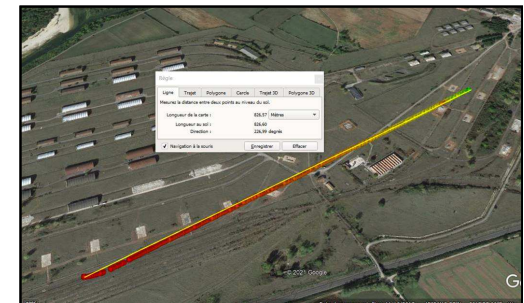 Règle
Ligne Trajet Polygone Cercle Trajet 3D Polygone 3D
Mesurez la distance entre deux points au niveau du sol.
Longueur de la carte : 826,57 Mètres
Longueur au sol : 826,60
Direction : 226,99 degrés
Navigation à la souris Enregistrer Effacer
© 2021 Google
G